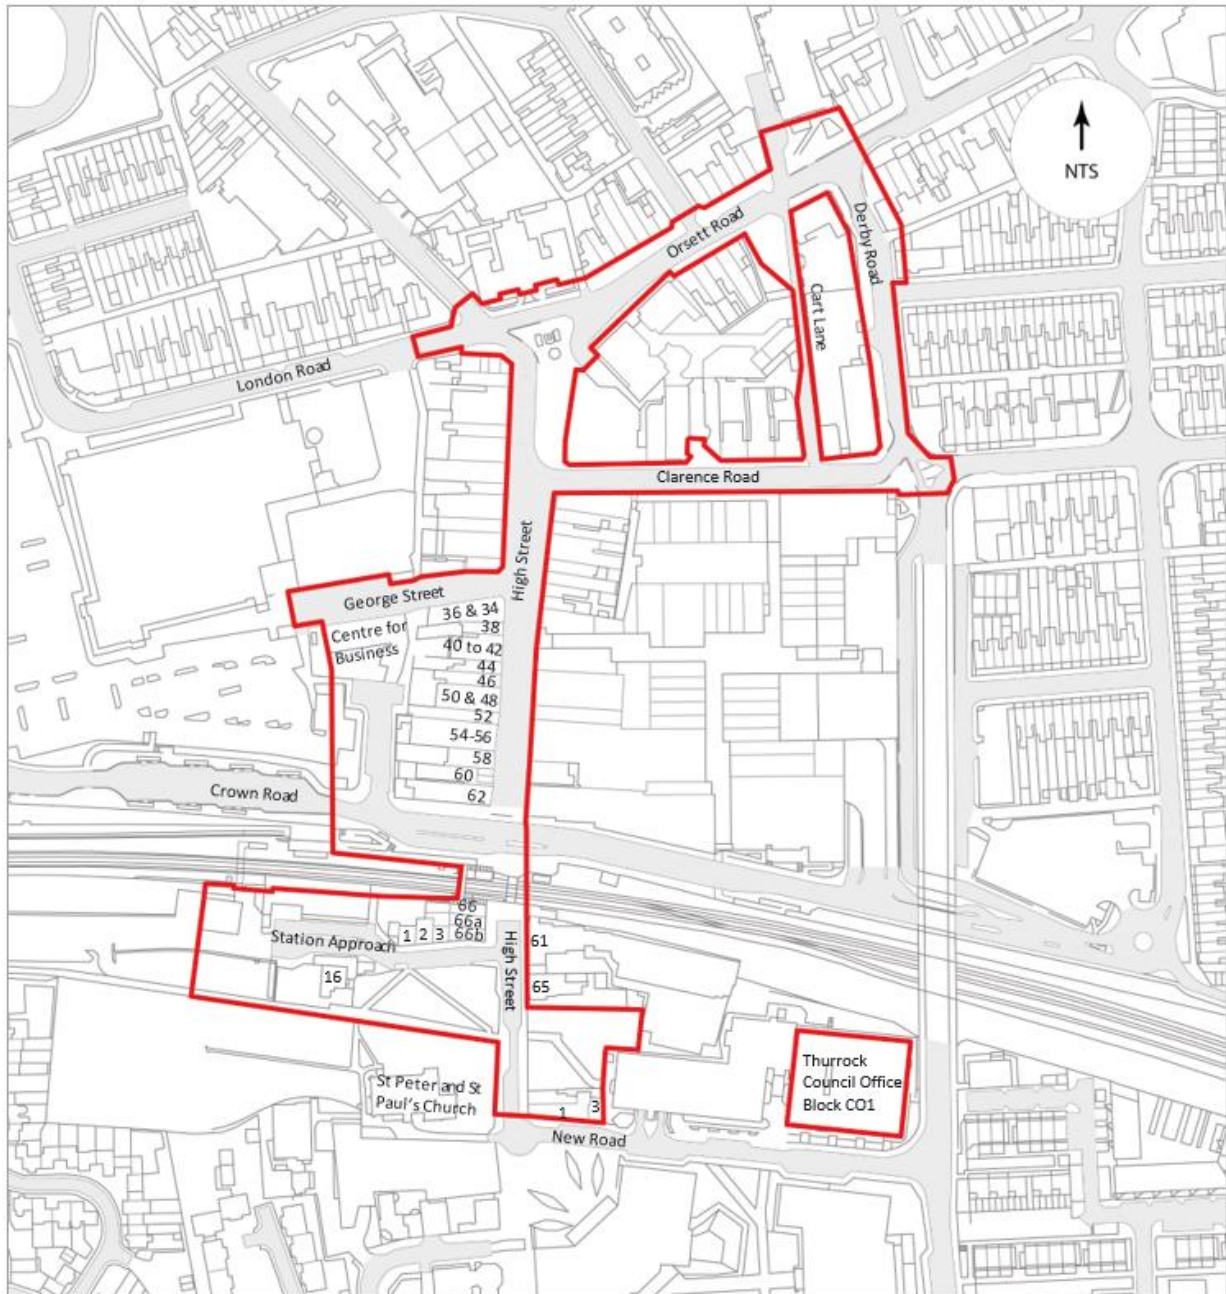 NTS
Orsett Road
Derby Road
Cart Lane
London Road
Clarence Road
High Street
George Street
36 & 34
38
Centre for
Business
40 to 42
44
46
50 & 48
52
54-56
58
60
62
Crown Road
66
66a
66b
1 2 3
Station Approach
High Street
61
16
65
Thurrock
Council Office
Block CO1
St Peter and St
Paul's Church
1
3
New Road